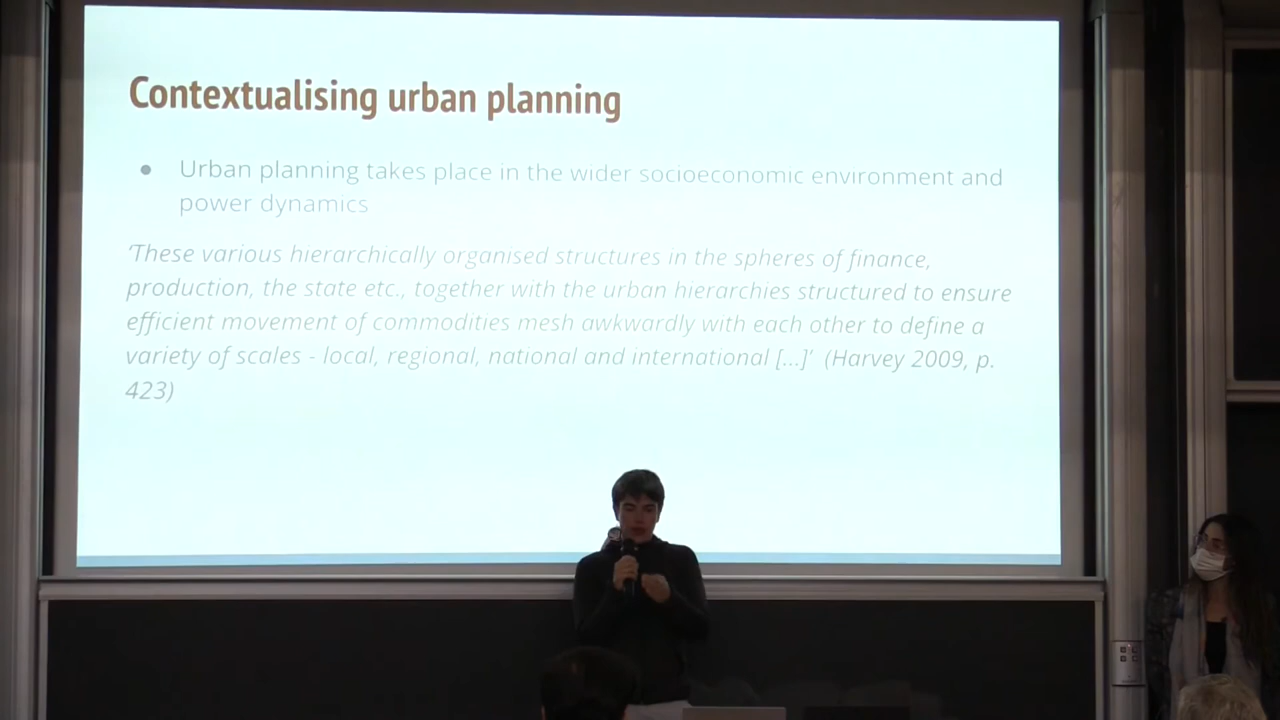 Contextualising urban planning
● Urban planning takes place in the wider socioeconomic environment and
power dynamics
‘These various hierarchically organised structures in the spheres of finance,
production, the state etc., together with the urban hierarchies structured to ensure
efficient movement of commodities mesh awkwardly with each other to define a
variety of scales - local, regional, national and international [...]’ (Harvey 2009, p.
423)